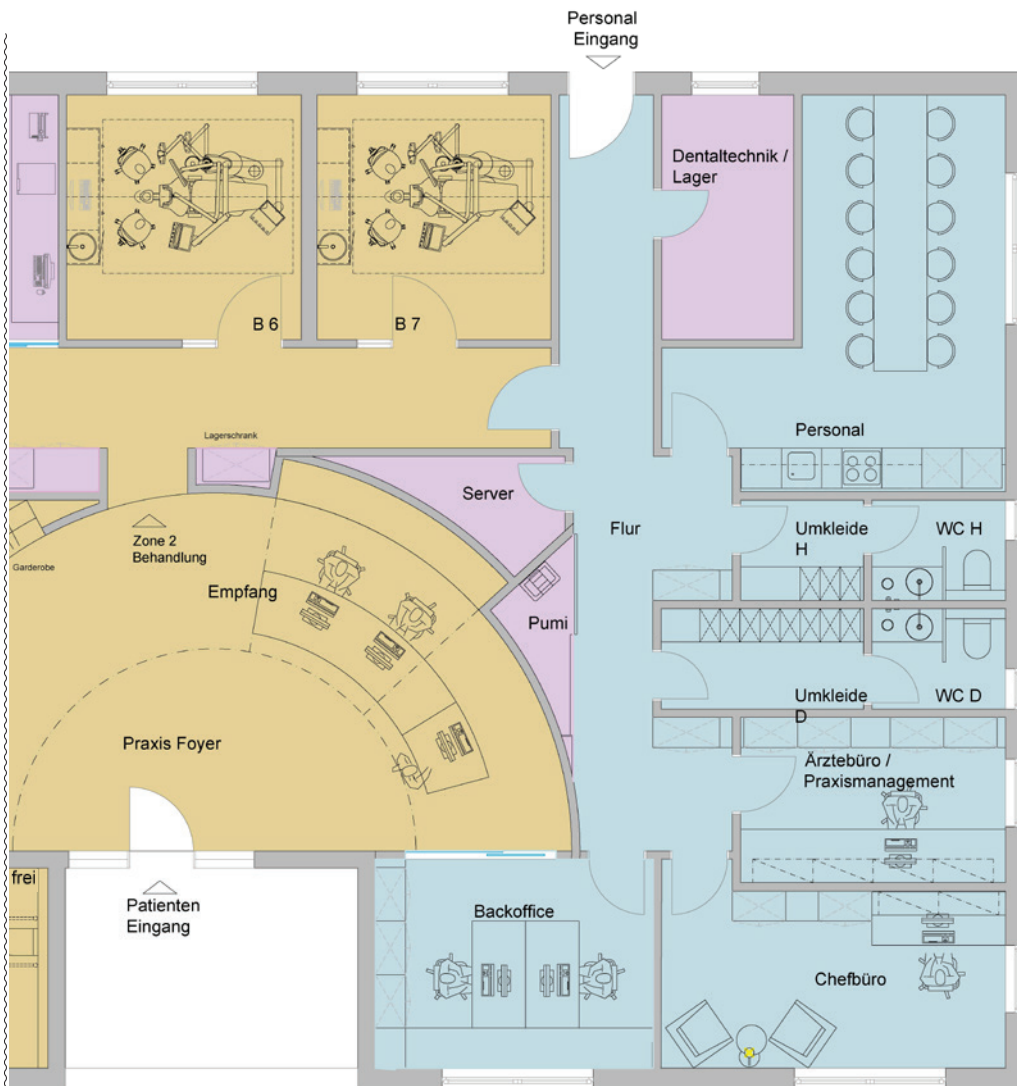 Personal
Eingang
Dentaltechnik /
Lager
B 6
B 7
Lagerschrank
Personal
Server
Flur
Umkleide
H
WC H
Zone 2
Behandlung
Garderobe
Empfang
Pumi
Umkleide
D
WC D
Praxis Foyer
Ärztebüro /
Praxismanagement
frei
Patienten
Eingang
Backoffice
Chefbüro